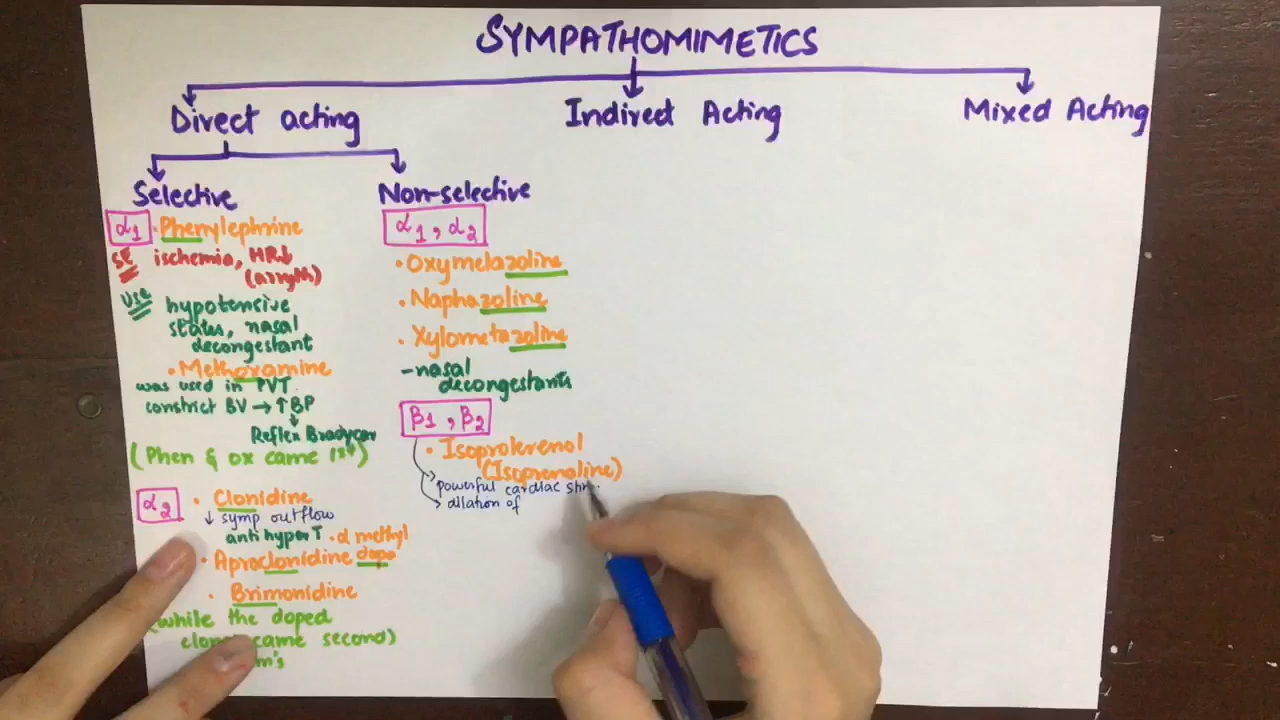 SYMPATHOMIMETICS
Direct acting
Indirect Acting
Mixed Acting
Selective
α1 · Phenylephrine
SE ischemia, HR↓
(arryth)
Use hypotensive
states, nasal
decongestant
· Methoxamine
was used in PVT
constrict BV → ↑BP
↓
Reflex Bradycar
(Phen & ox came 1st)
α2 · Clonidine
↓ symp outflow
anti hyperT · α methyl
dopa
· Apraclonidine
· Brimonidine
(while the doped
came second)
Non-selective
α1, α2
· Oxymetazoline
· Naphazoline
· Xylometazoline
- nasal
decongestants
β1, β2
· Isoproterenol
(Isoprenaline)
→ powerful cardiac stim.
→ dilation of